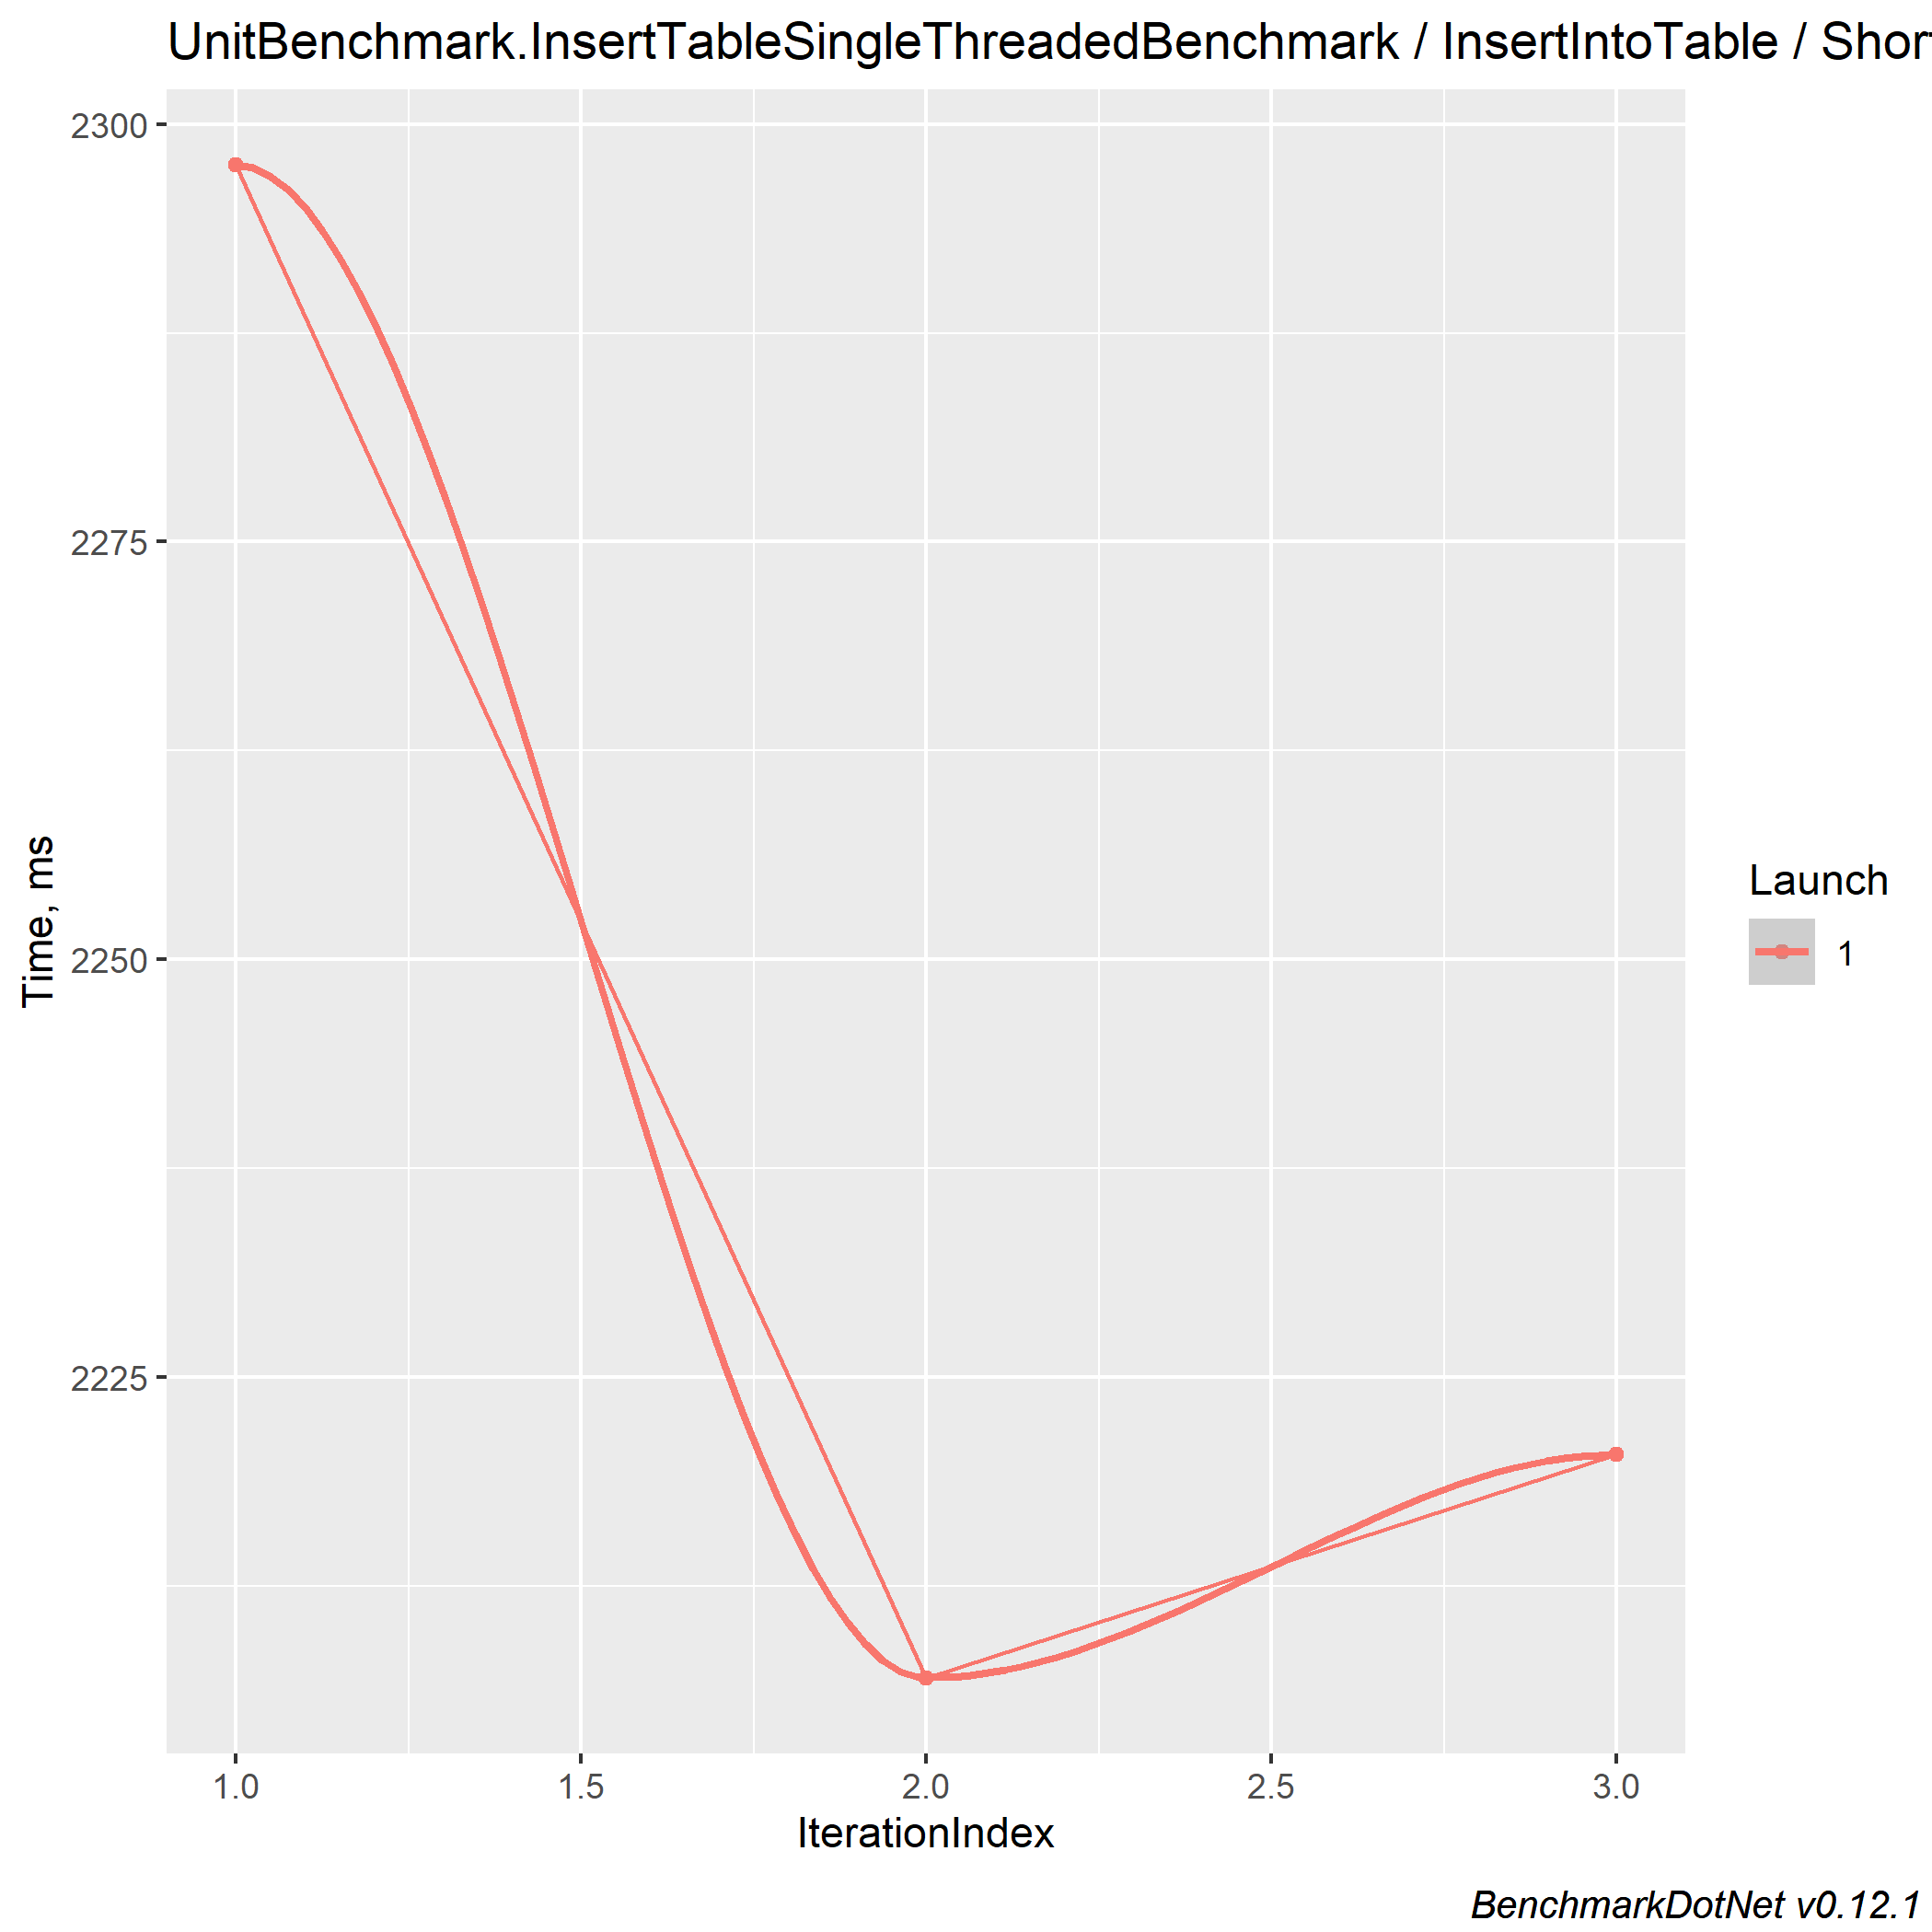 UnitBenchmark.InsertTableSingleThreadedBenchmark / InsertIntoTable / Shor
2300
2275
2250
2225
Time, ms
1.0 1.5 2.0 2.5 3.0
IterationIndex
Launch
1
BenchmarkDotNet v0.12.1